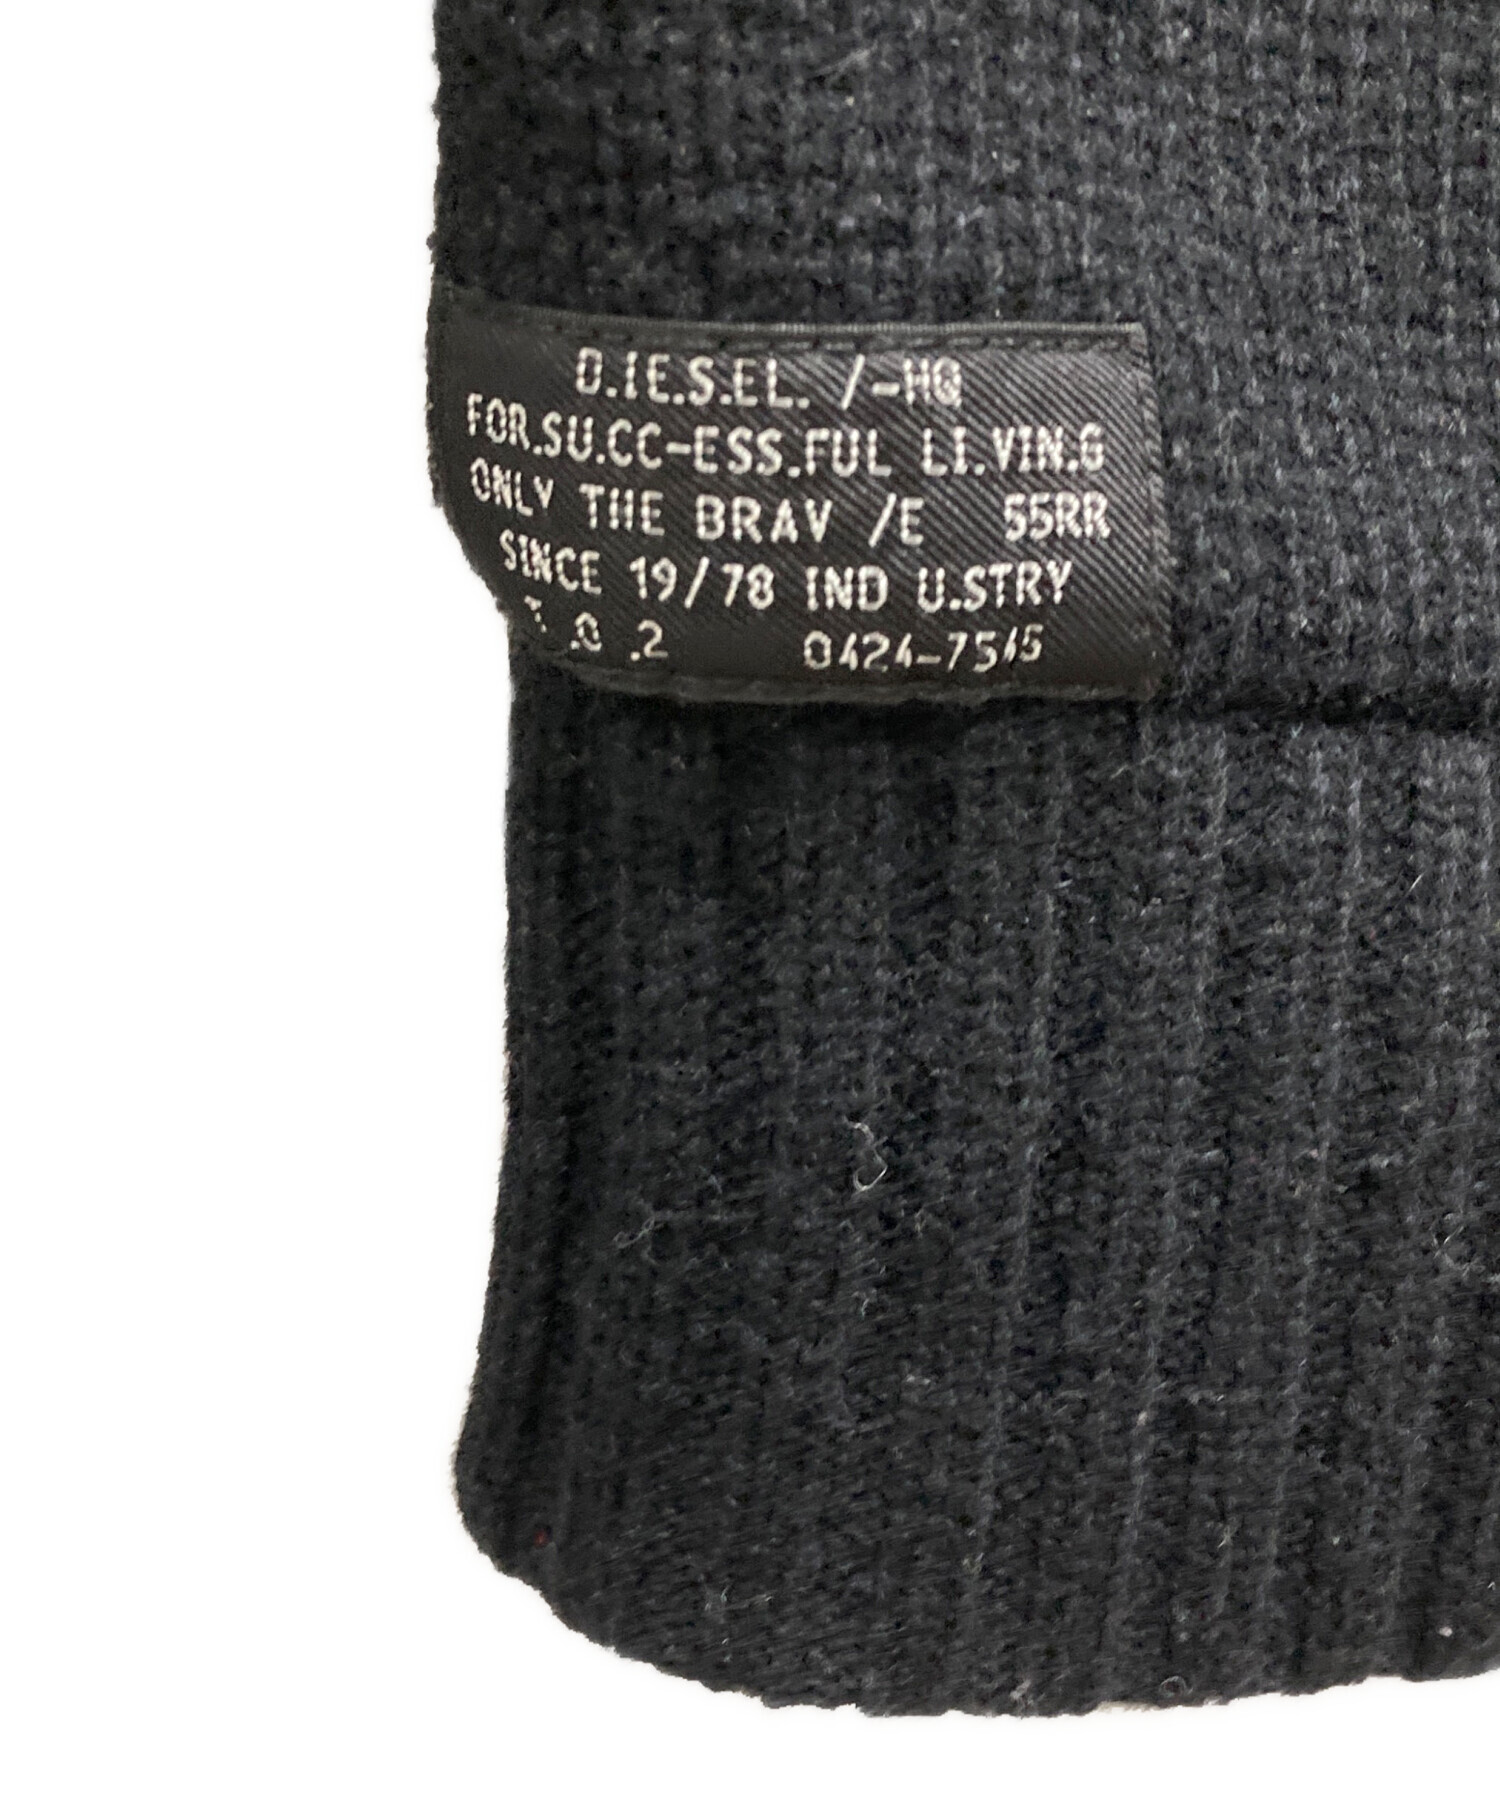 D.IE.S.EL. /-HQ
FOR.SU.CC-ESS.FUL LI.VIN.G
ONLY THE BRAV /E 55RR
SINCE 19/78 IND U.STRY
.0 .2 0424-7545